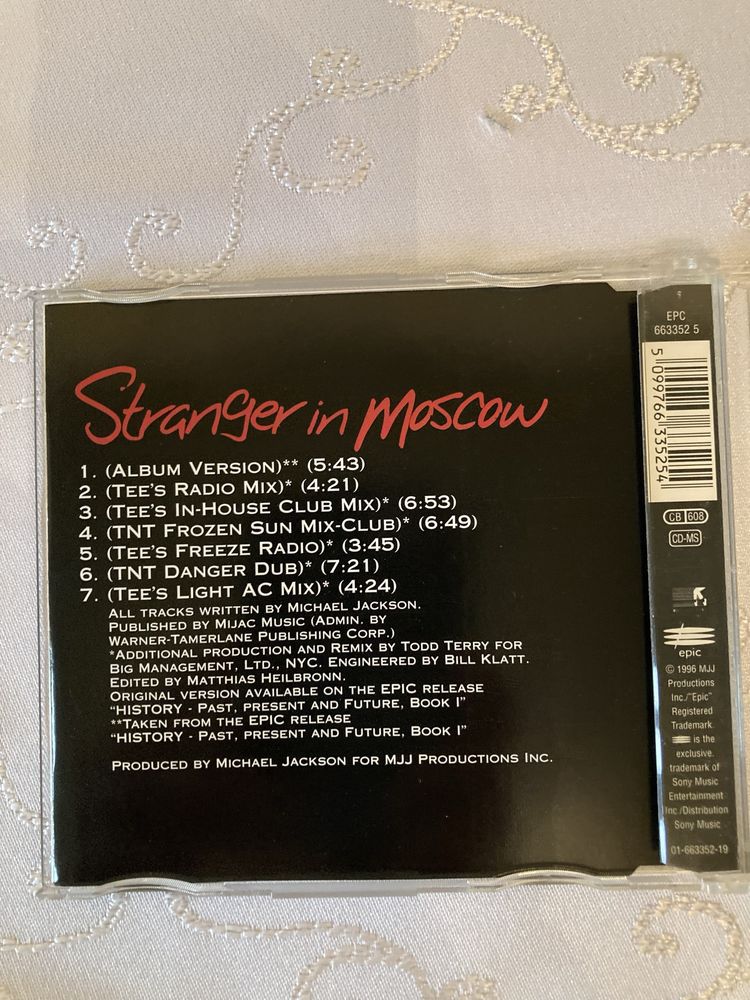 Stranger in Moscow
1. (ALBUM VERSION)** (5:43)
2. (TEE'S RADIO MIX)* (4:21)
3. (TEE'S IN-HOUSE CLUB MIX)* (6:53)
4. (TNT FROZEN SUN MIX-CLUB)* (6:49)
5. (TEE'S FREEZE RADIO)* (3:45)
6. (TNT DANGER DUB)* (7:21)
7. (TEE'S LIGHT AC MIX)* (4:24)
ALL TRACKS WRITTEN BY MICHAEL JACKSON.
PUBLISHED BY MIJAC MUSIC (ADMIN. BY
WARNER-TAMERLANE PUBLISHING CORP.)
*ADDITIONAL PRODUCTION AND REMIX BY TODD TERRY FOR
BIG MANAGEMENT, LTD., NYC. ENGINEERED BY BILL KLATT.
EDITED BY MATTHIAS HEILBRONN.
ORIGINAL VERSION AVAILABLE ON THE EPIC RELEASE
"HISTORY - PAST, PRESENT AND FUTURE, BOOK I"
**TAKEN FROM THE EPIC RELEASE
"HISTORY - PAST, PRESENT AND FUTURE, BOOK I"
PRODUCED BY MICHAEL JACKSON FOR MJJ PRODUCTIONS INC.
EPC
663352 5
5 099766 335254
CB 608
CD-MS
epic
© 1996 MJJ
Productions
Inc./"Epic"
Registered
Trademark.
is the
exclusive.
trademark of
Sony Music
Entertainment
Inc./Distribution
Sony Music
01-663352-19